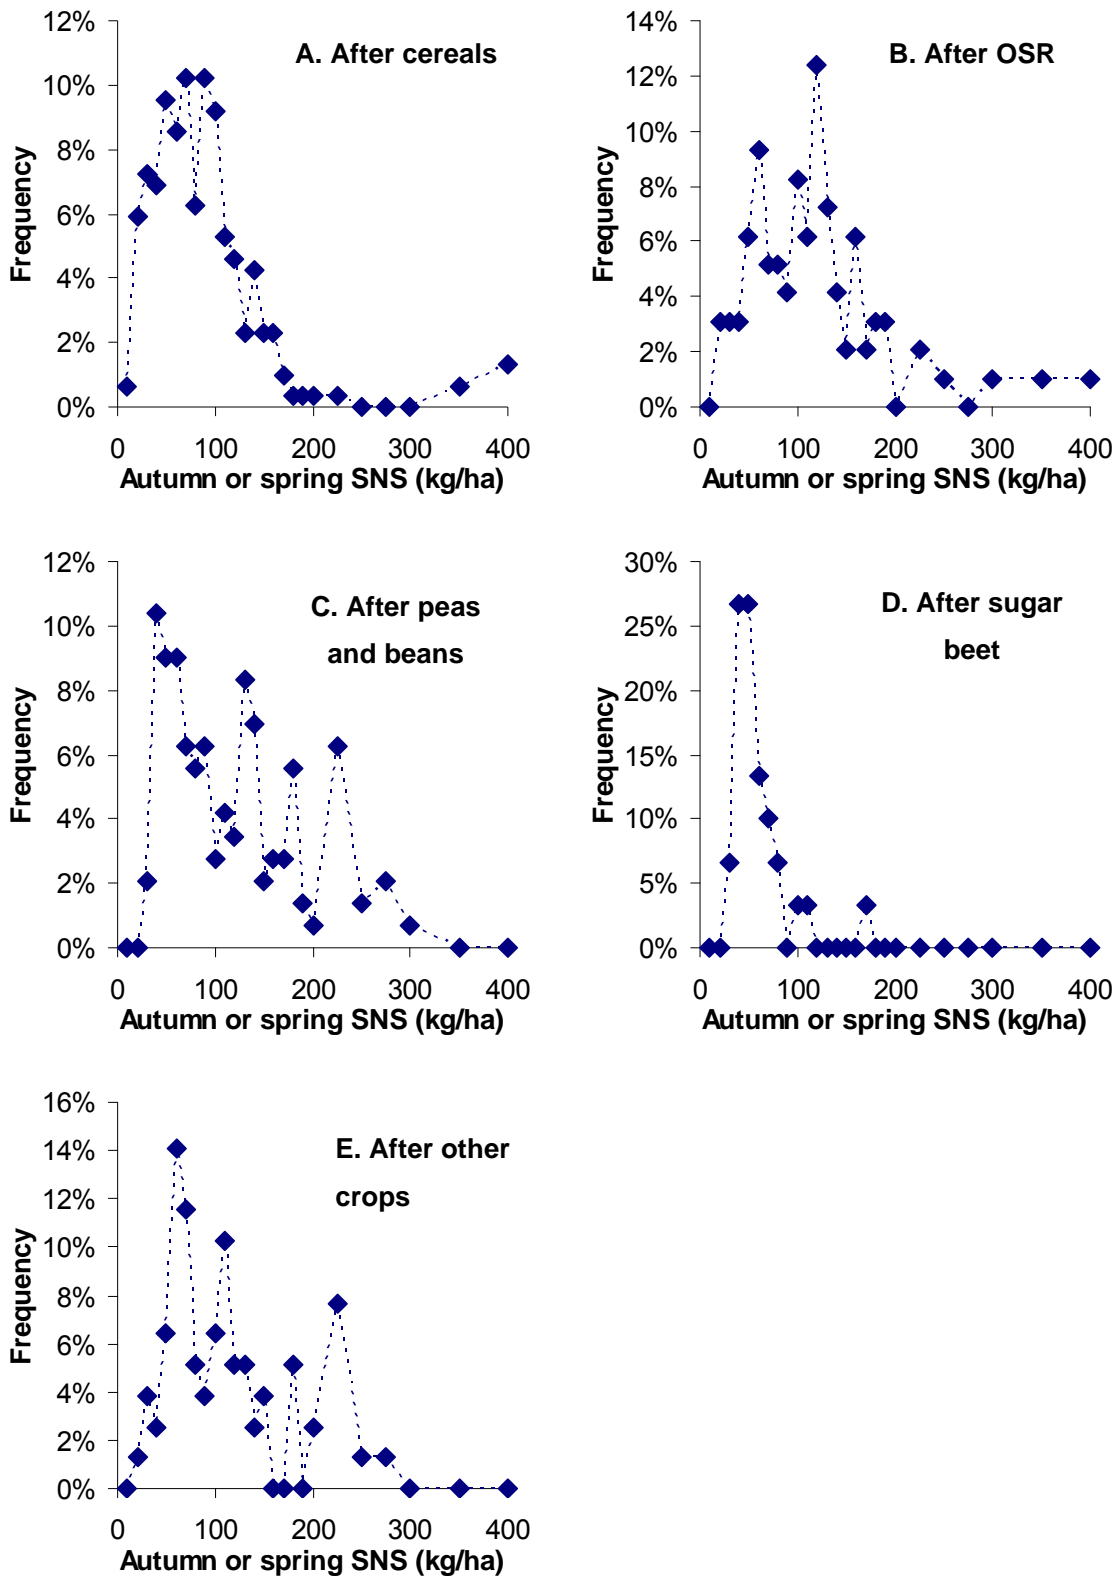 12%
10%
8%
6%
4%
2%
0%
Frequency
A. After cereals
0 100 200 300 400
Autumn or spring SNS (kg/ha)
14%
12%
10%
8%
6%
4%
2%
0%
Frequency
B. After OSR
0 100 200 300 400
Autumn or spring SNS (kg/ha)
12%
10%
8%
6%
4%
2%
0%
Frequency
C. After peas
and beans
0 100 200 300 400
Autumn or spring SNS (kg/ha)
30%
25%
20%
15%
10%
5%
0%
Frequency
D. After sugar
beet
0 100 200 300 400
Autumn or spring SNS (kg/ha)
16%
14%
12%
10%
8%
6%
4%
2%
0%
Frequency
E. After other
crops
0 100 200 300 400
Autumn or spring SNS (kg/ha)